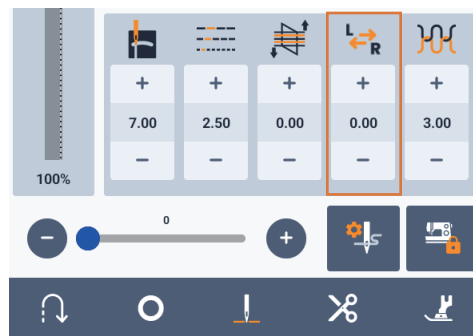 L
R
+ + + + +
7.00 2.50 0.00 0.00 3.00
− − − − −
100%
0
− +